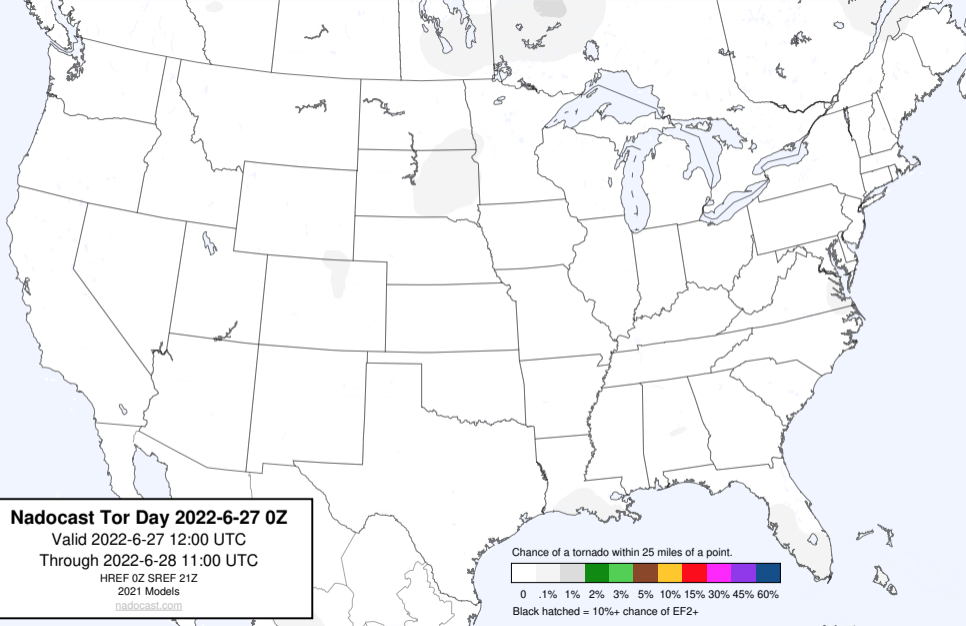 Nadocast Tor Day 2022-6-27 0Z
Valid 2022-6-27 12:00 UTC
Through 2022-6-28 11:00 UTC
HREF 0Z SREF 21Z
2021 Models
nadocast.com
Chance of a tornado within 25 miles of a point.
0 .1% 1% 2% 3% 5% 10% 15% 30% 45% 60%
Black hatched = 10%+ chance of EF2+